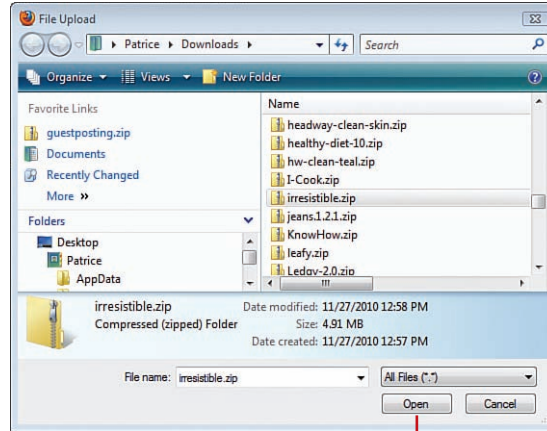 File Upload
Patrice Downloads
Search
Organize Views New Folder
Favorite Links
guestposting.zip
Documents
Recently Changed
More »
Folders
Desktop
Patrice
AppData
Name
headway-clean-skin.zip
healthy-diet-10.zip
hw-clean-teal.zip
I-Cook.zip
irresistible.zip
jeans.1.2.1.zip
KnowHow.zip
leafy.zip
Ledav-2.0.zip
irresistible.zip
Compressed (zipped) Folder
Date modified: 11/27/2010 12:58 PM
Size: 4.91 MB
Date created: 11/27/2010 12:57 PM
File name: irresistible.zip
All Files (*.*)
Open
Cancel